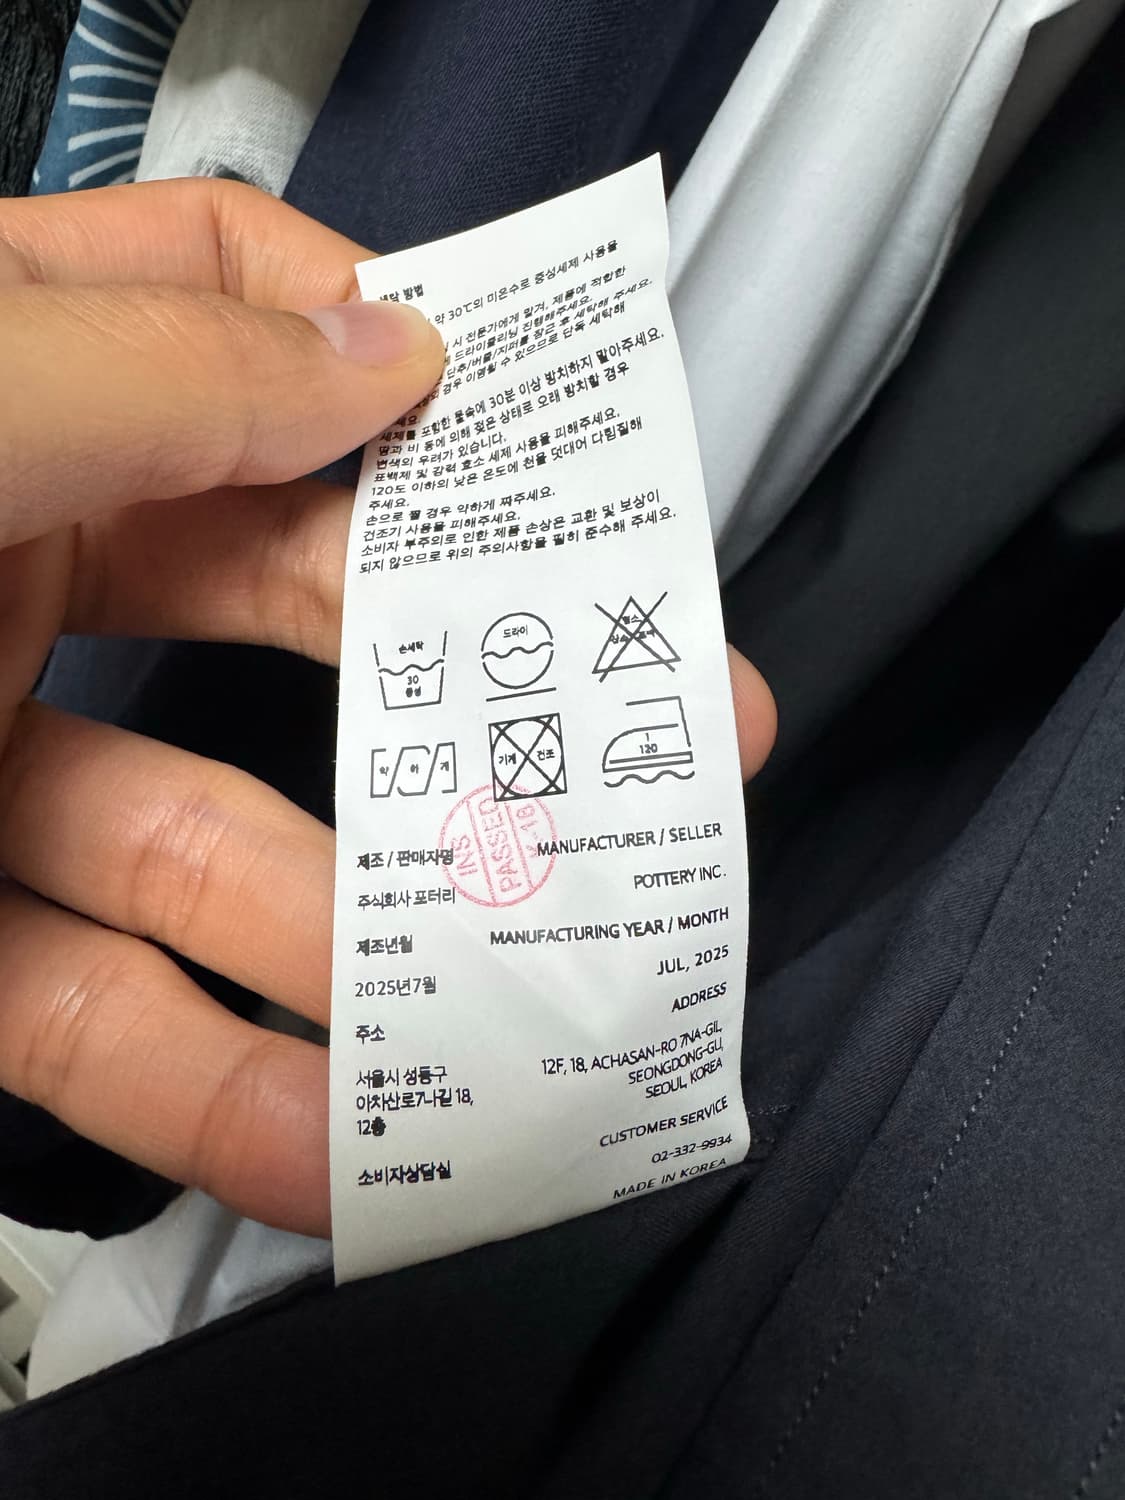 방법
약 30℃의 미온수로 중성세제 사용을
시 전문가에게 맡겨, 제품에 적합한
드라이클리닝 진행해주세요.
단추/버클/지퍼를 잠근 후 세탁해 주세요.
경우 이염될 수 있으므로 단독 세탁해
세제를 포함한 물속에 30분 이상 방치하지 말아주세요.
땀과 비 등에 의해 젖은 상태로 오래 방치할 경우
변색의 우려가 있습니다.
표백제 및 강력 효소 세제 사용을 피해주세요.
120도 이하의 낮은 온도에 천을 덧대어 다림질해
주세요.
손으로 짤 경우 약하게 짜주세요.
건조기 사용을 피해주세요.
소비자 부주의로 인한 제품 손상은 교환 및 보상이
되지 않으므로 위의 주의사항을 필히 준수해 주세요.
손세탁
30
중성
드라이
염소
산소 표백
약 하 게
기계 건조
1
120
INS
PASSED
V-18
제조 / 판매자명
MANUFACTURER / SELLER
주식회사 포터리
POTTERY INC.
제조년월
MANUFACTURING YEAR / MONTH
2025년7월
JUL, 2025
주소
ADDRESS
서울시 성동구
아차산로7나길 18,
12층
12F, 18, ACHASAN-RO 7NA-GIL,
SEONGDONG-GU,
SEOUL, KOREA
소비자상담실
CUSTOMER SERVICE
02-332-9934
MADE IN KOREA